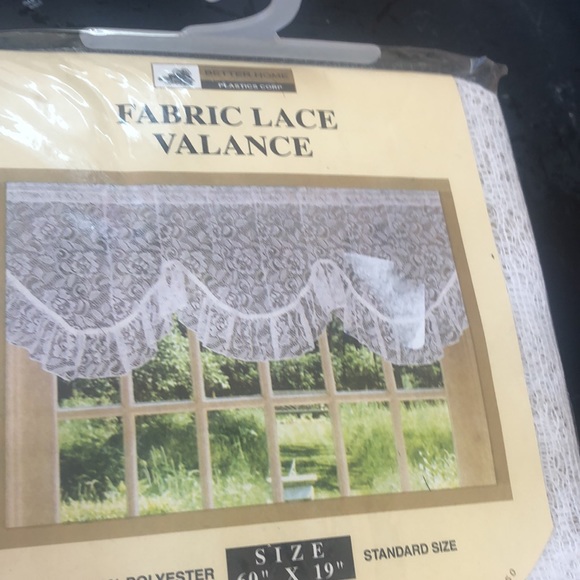 BETTER HOME
PLASTICS CORP.
FABRIC LACE
VALANCE
POLYESTER
SIZE
60" X 19"
STANDARD SIZE